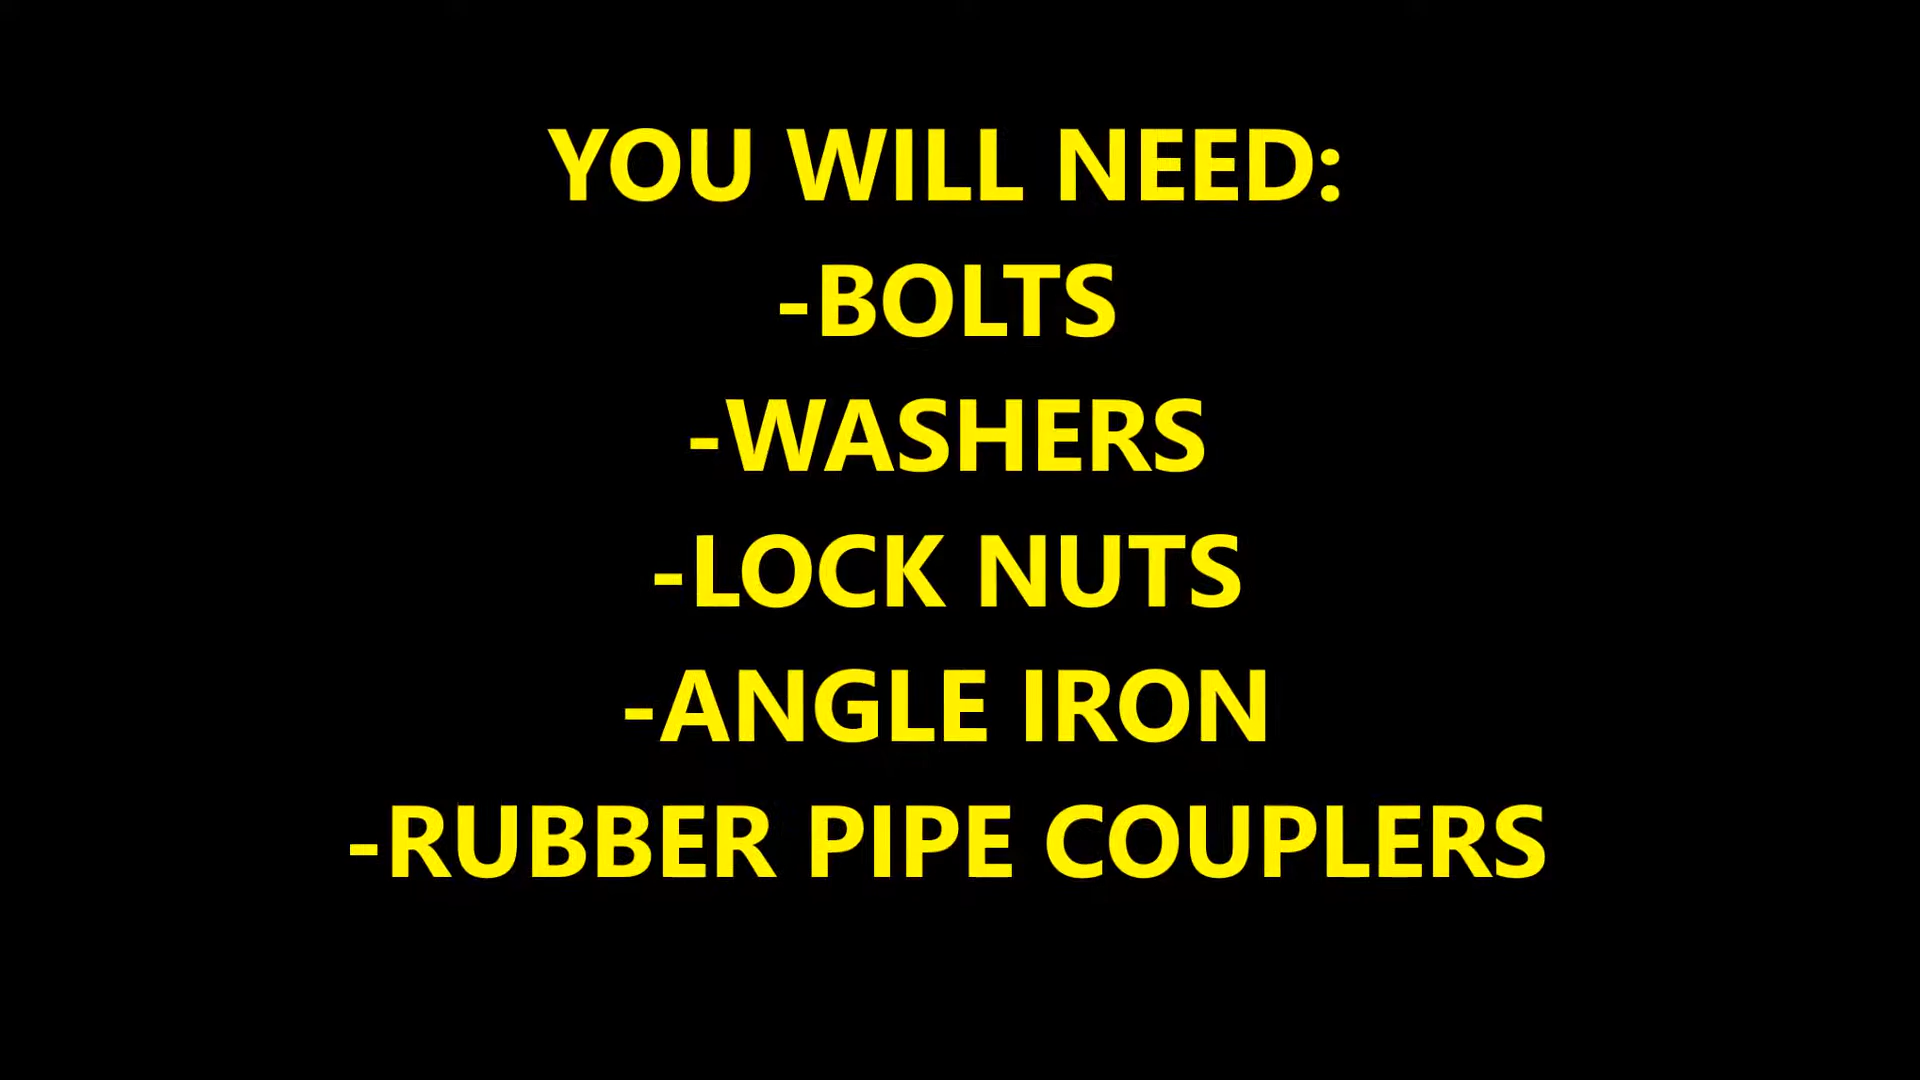 YOU WILL NEED:
-BOLTS
-WASHERS
-LOCK NUTS
-ANGLE IRON
-RUBBER PIPE COUPLERS